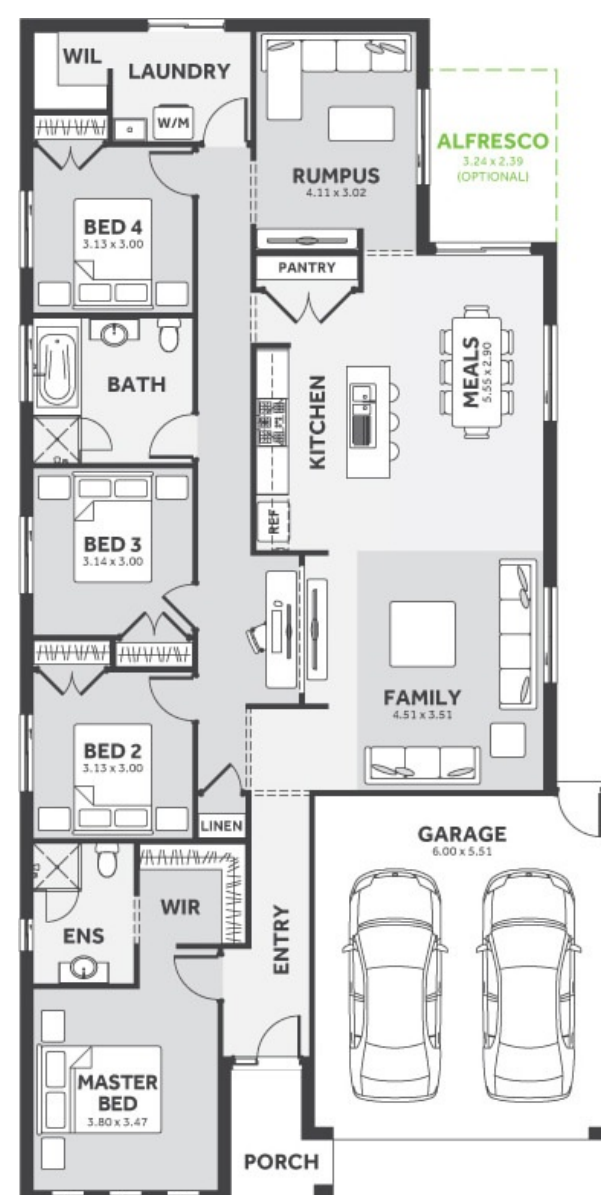 WIL
LAUNDRY
W/M
RUMPUS
4.11 x 3.02
ALFRESCO
3.24 x 2.39
(OPTIONAL)
BED 4
3.13 x 3.00
PANTRY
BATH
KITCHEN
MEALS
5.55 x 2.90
REF
BED 3
3.14 x 3.00
FAMILY
4.51 x 3.51
BED 2
3.13 x 3.00
LINEN
GARAGE
6.00 x 5.51
WIR
ENS
ENTRY
MASTER
BED
3.80 x 3.47
PORCH